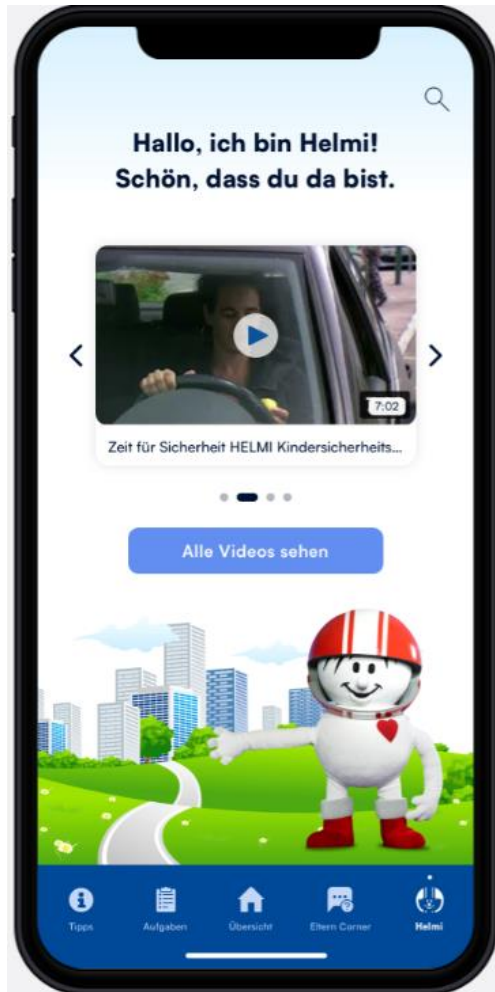 Hallo, ich bin Helmi!
Schön, dass du da bist.
7:02
Zeit für Sicherheit HELMI Kindersicherheits...
Alle Videos sehen
Tipps
Aufgaben
Übersicht
Eltern Corner
Helmi